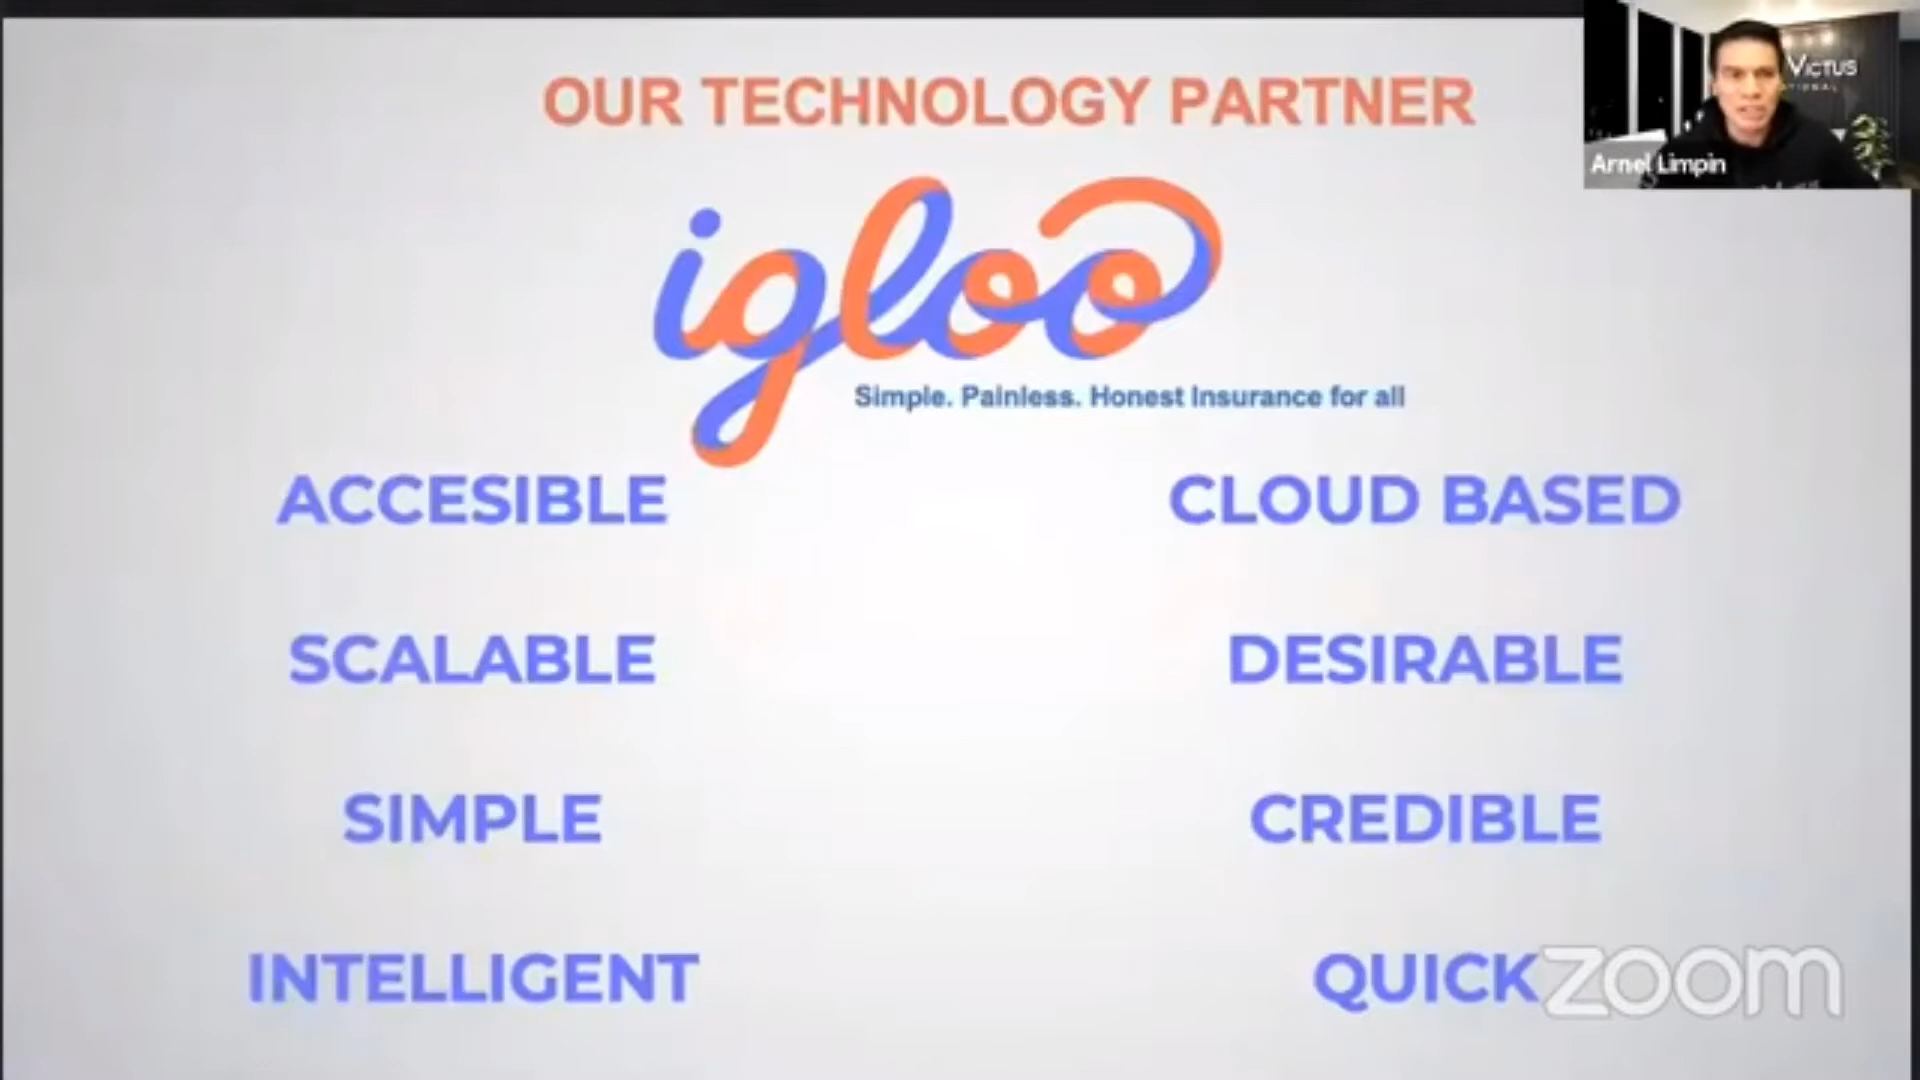 OUR TECHNOLOGY PARTNER
VICTUS
Arnel Limpin
igloo
Simple. Painless. Honest Insurance for all
ACCESIBLE
CLOUD BASED
SCALABLE
DESIRABLE
SIMPLE
CREDIBLE
INTELLIGENT
QUICK
zoom